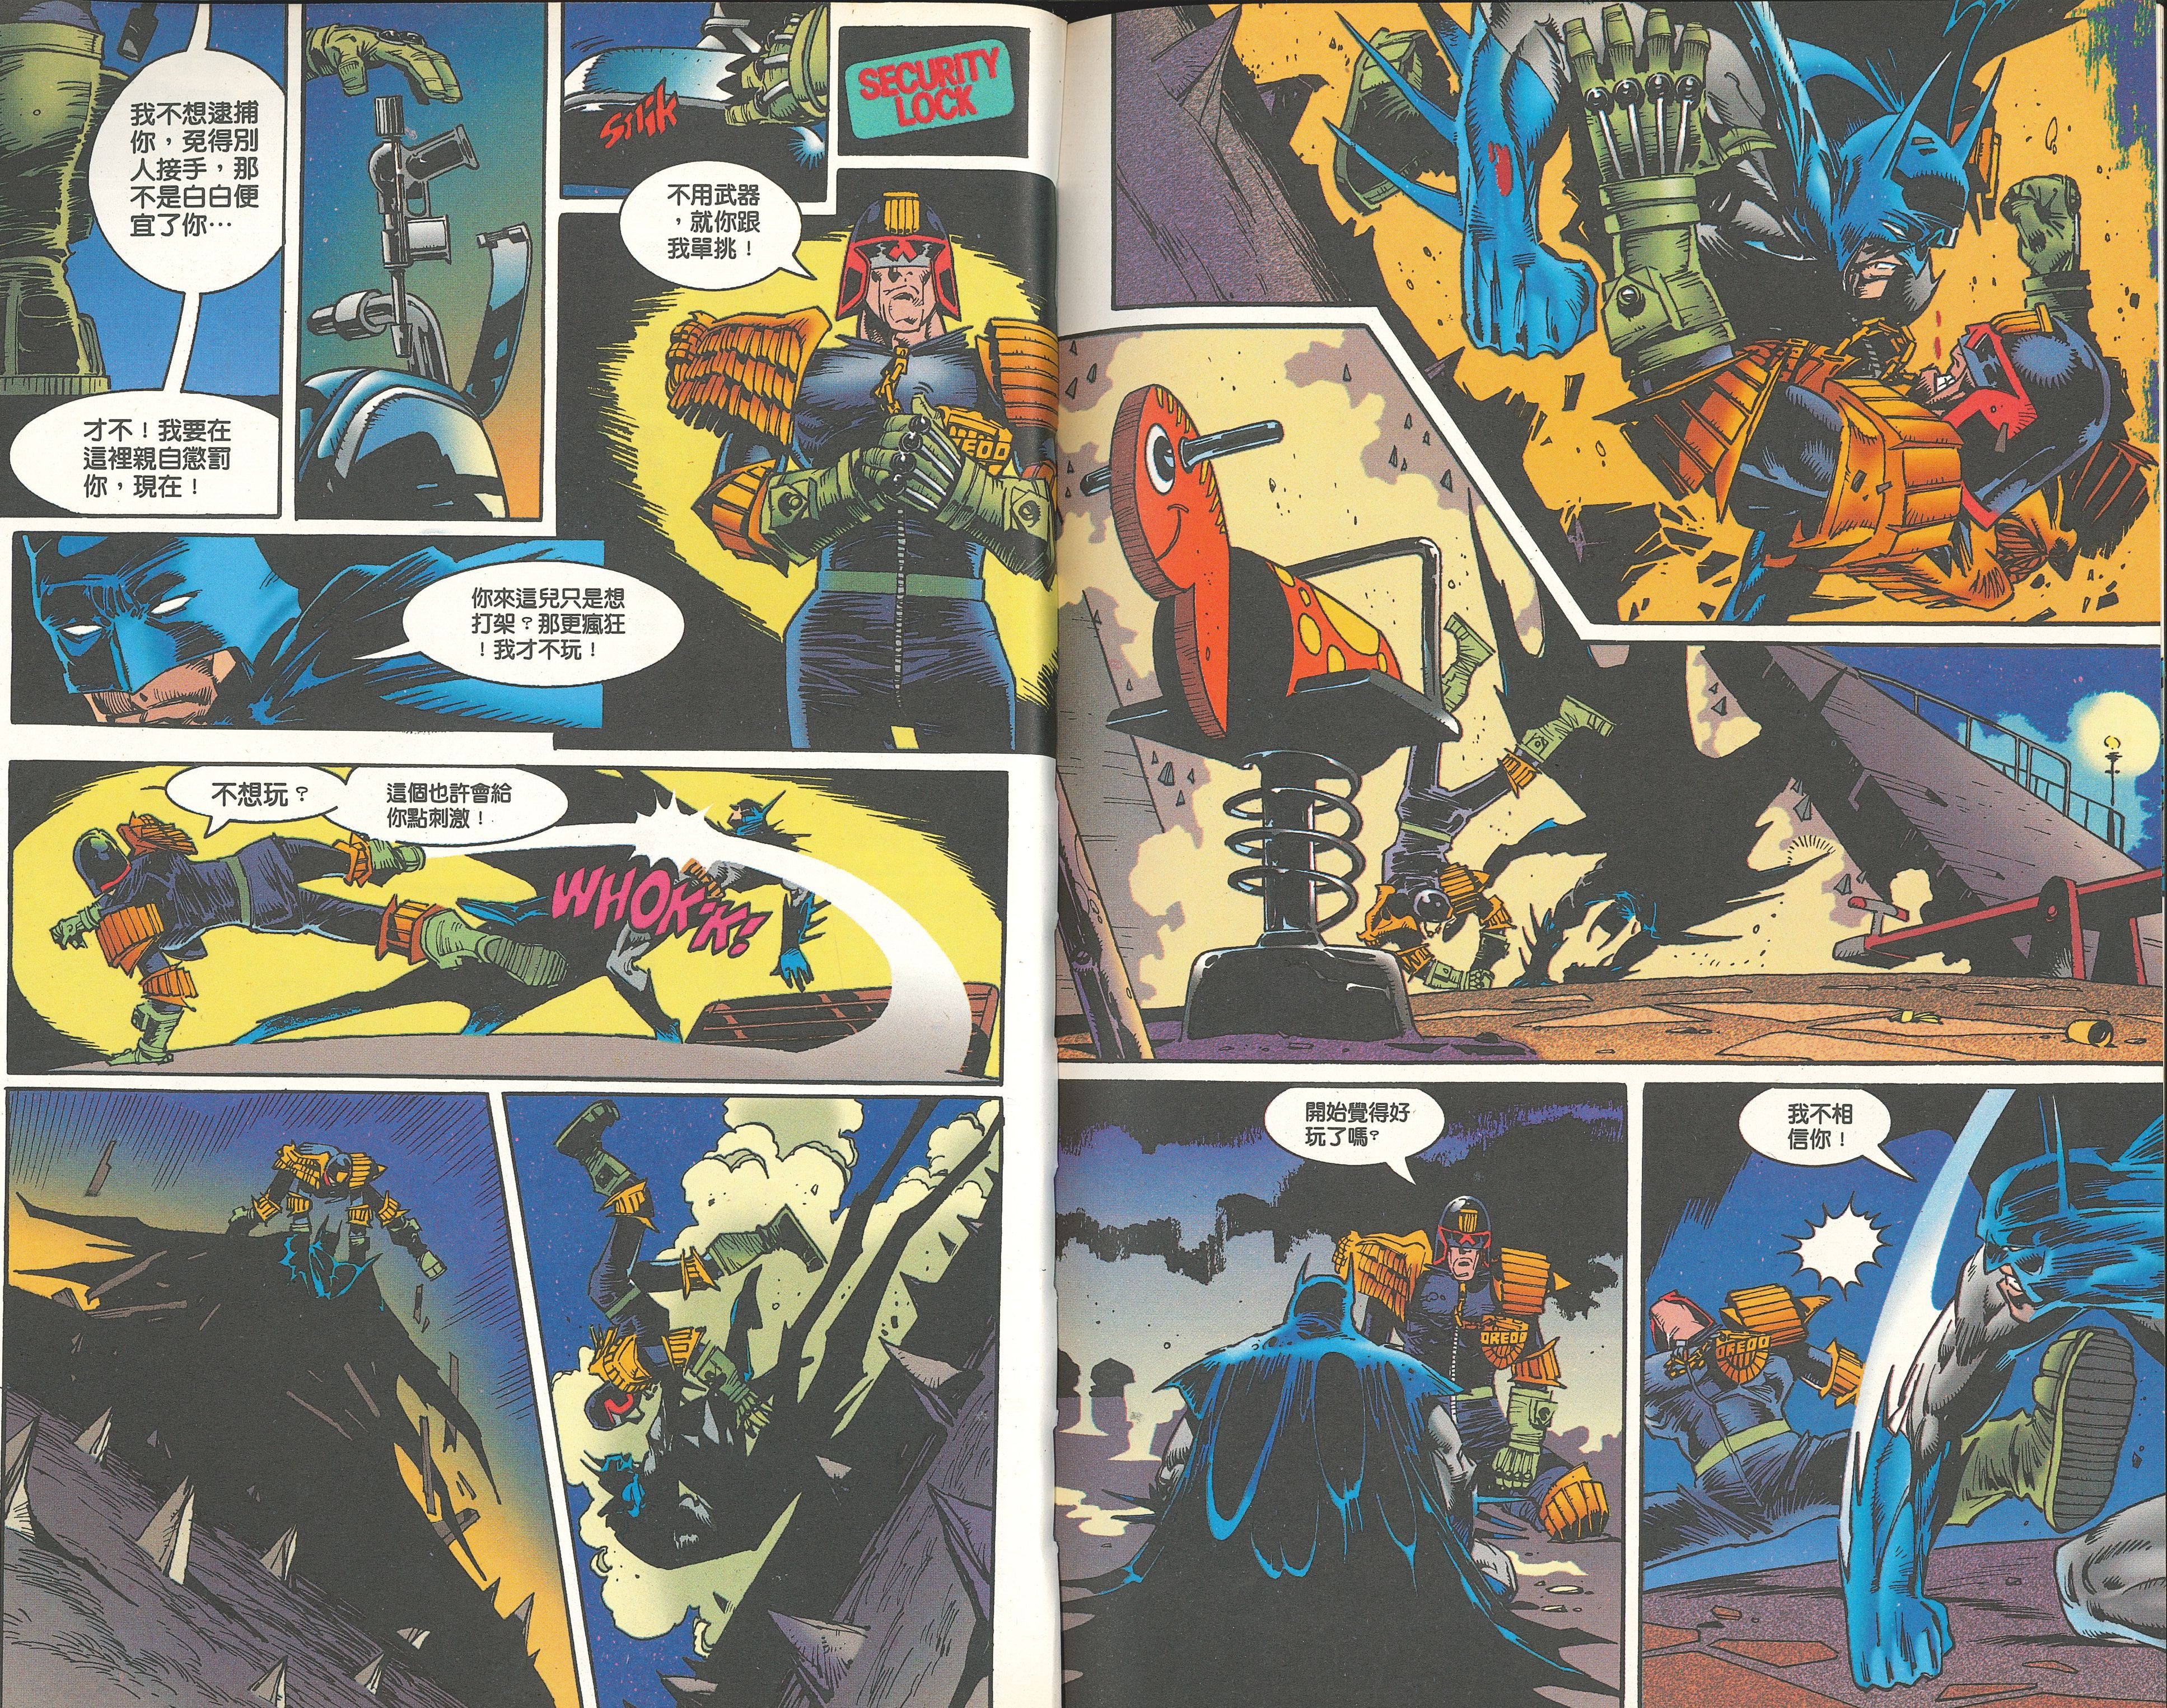 我不想逮捕
你，免得別
人接手，那
不是白白便
宜了你…
才不！我要在
這裡親自懲罰
你，現在！
SNIK
SECURITY
LOCK
不用武器
，就你跟
我單挑！
DREDD
你來這兒只是想
打架？那更瘋狂
！我才不玩！
不想玩？
這個也許會給
你點刺激！
WHOK-K!
開始覺得好
玩了嗎?
DREDD
我不相
信你！
DREDD